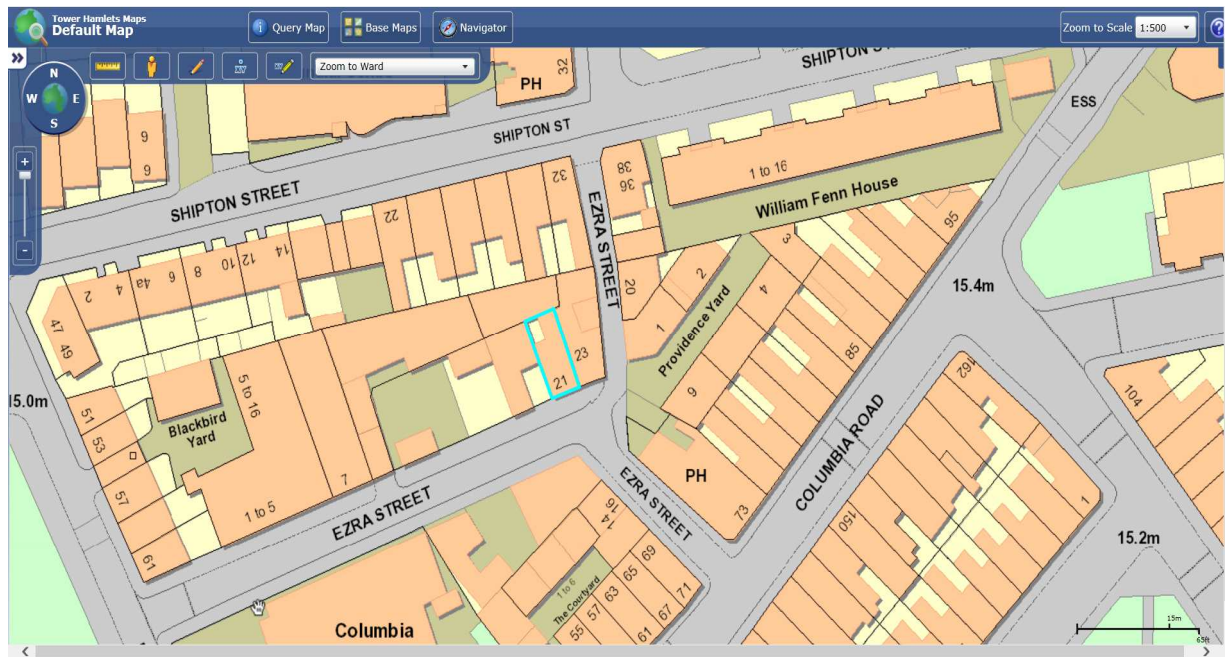 Tower Hamlets Maps
Default Map
Query Map
Base Maps
Navigator
Zoom to Scale
1:500
»
Zoom to Ward
N
W
E
S
+
-
PH
32
SHIPTON ST
SHIPTON ST
ESS
9
9
SHIPTON STREET
22
32
38
36
1 to 16
William Fenn House
2
4
4a
6
8
10
12
14
47
49
EZRA STREET
20
2
1
3
4
Providence Yard
6
95
85
15.4m
15.0m
51
53
57
61
Blackbird
Yard
5 to 16
1 to 5
7
21
23
EZRA STREET
EZRA STREET
PH
73
COLUMBIA ROAD
162
150
104
1
15.2m
16
14
1 to 6
The Courtyard
55
57
63
65
69
61
67
71
Columbia
15m
65ft